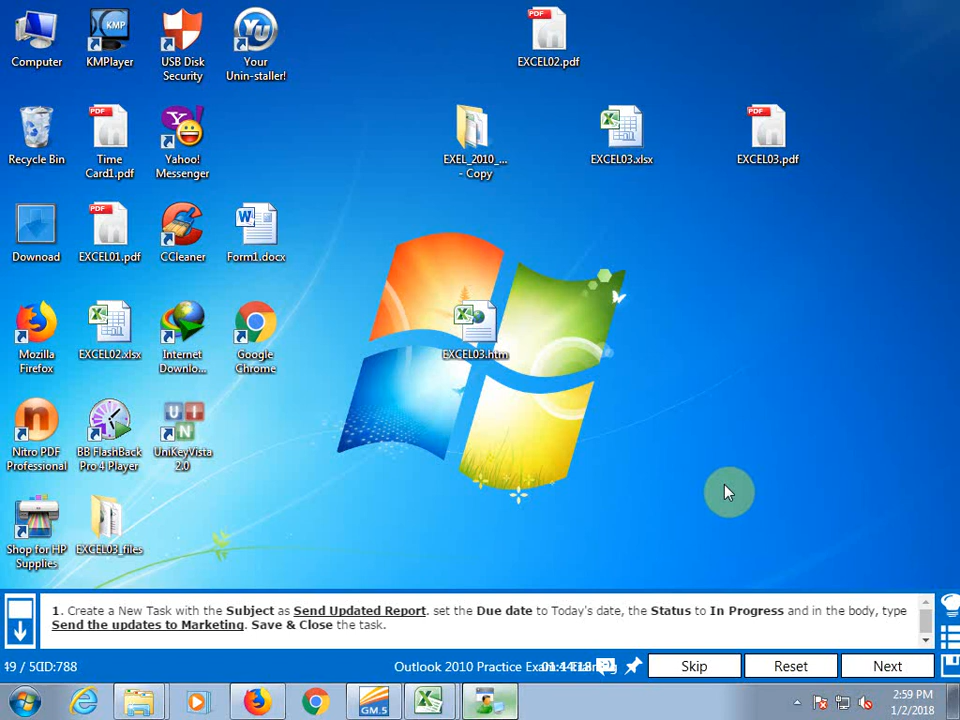 EXCEL02.pdf
Computer
KMPlayer
USB Disk
Security
Your
Unin-staller!
Recycle Bin
Time
Card1.pdf
Yahoo!
Messenger
EXEL_2010_...
- Copy
EXCEL03.xlsx
EXCEL03.pdf
Downoad
EXCEL01.pdf
CCleaner
Form1.docx
Mozilla
Firefox
EXCEL02.xlsx
Internet
Downlo...
Google
Chrome
EXCEL03.htm
Nitro PDF
Professional
BB FlashBack
Pro 4 Player
UniKeyVista
2.0
Shop for HP
Supplies
EXCEL03_files
1. Create a New Task with the Subject as Send Updated Report. set the Due date to Today's date, the Status to In Progress and in the body, type
Send the updates to Marketing. Save & Close the task.
49 / 50
ID:788
Outlook 2010 Practice Exam
Skip
Reset
Next
GM.5
2:59 PM
1/2/2018